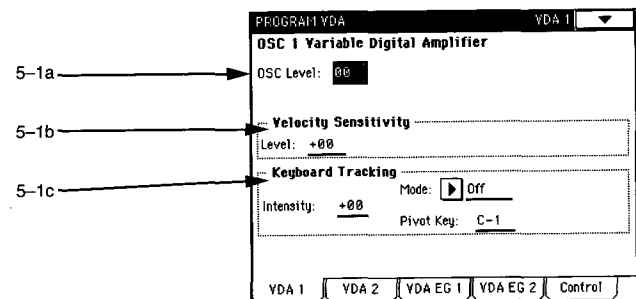 PROGRAM VDA VDA 1
OSC 1 Variable Digital Amplifier
5-1a OSC Level: 00
5-1b Velocity Sensitivity
Level: +00
5-1c Keyboard Tracking
Mode: Off
Intensity: +00
Pivot Key: C-1
VDA 1 VDA 2 VDA EG 1 VDA EG 2 Control